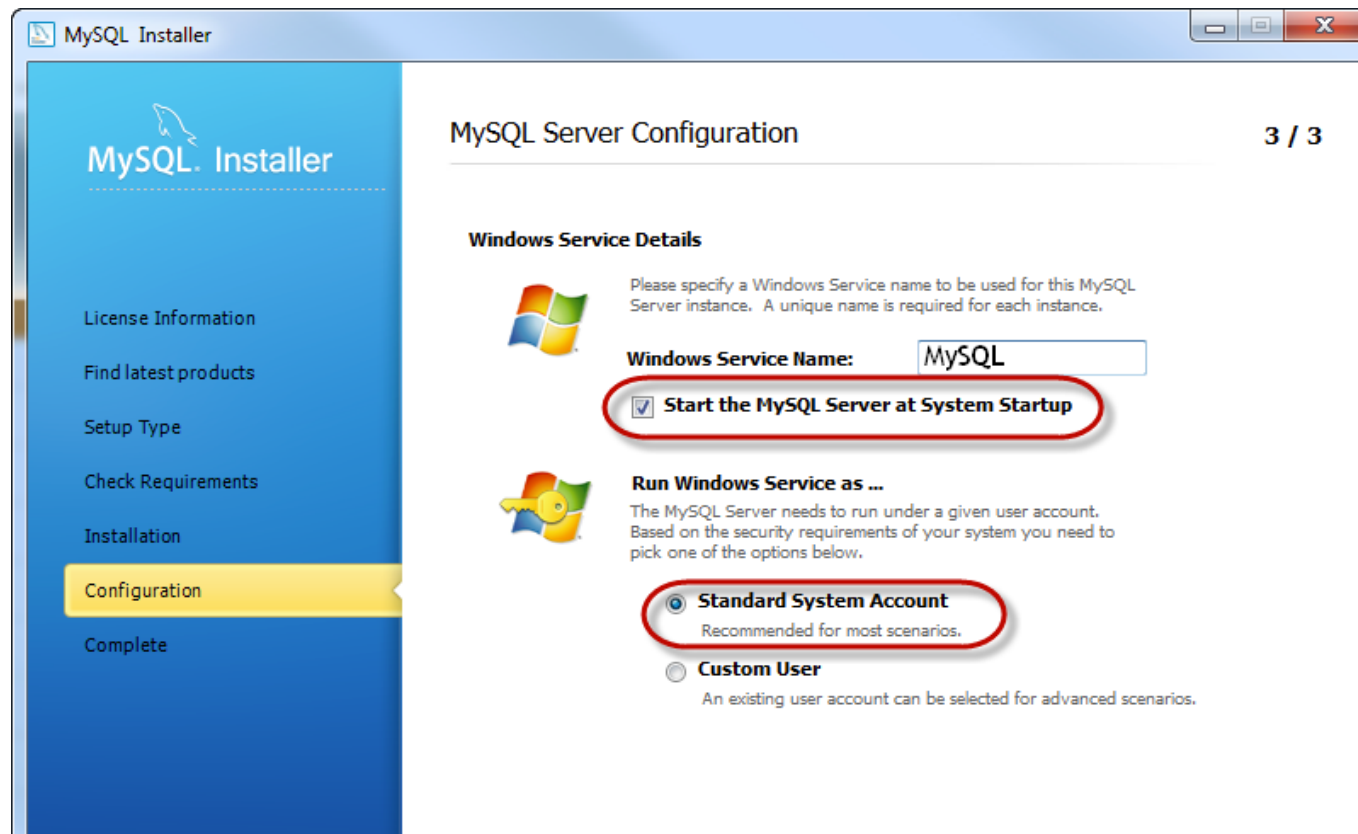 MySQL Installer
MySQL. Installer
License Information
Find latest products
Setup Type
Check Requirements
Installation
Configuration
Complete
MySQL Server Configuration
3 / 3
Windows Service Details
Please specify a Windows Service name to be used for this MySQL
Server instance. A unique name is required for each instance.
Windows Service Name:
MySQL
Start the MySQL Server at System Startup
Run Windows Service as ...
The MySQL Server needs to run under a given user account.
Based on the security requirements of your system you need to
pick one of the options below.
Standard System Account
Recommended for most scenarios.
Custom User
An existing user account can be selected for advanced scenarios.